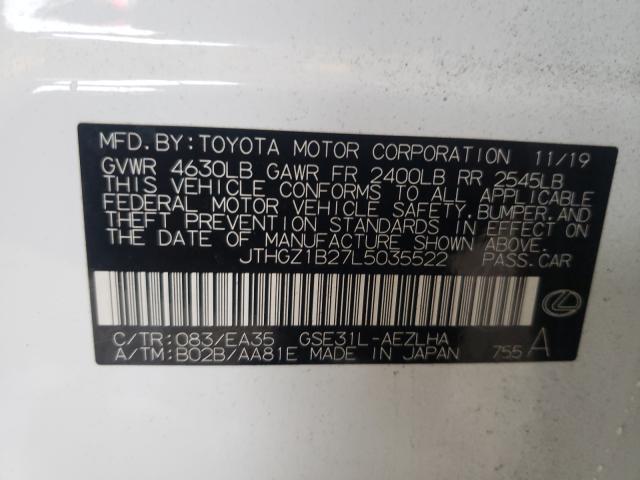 MFD. BY: TOYOTA MOTOR CORPORATION 11/19
GVWR 4630LB GAWR FR 2400LB RR 2545LB
THIS VEHICLE CONFORMS TO ALL APPLICABLE
FEDERAL MOTOR VEHICLE SAFETY, BUMPER, AND
THEFT PREVENTION STANDARDS IN EFFECT ON
THE DATE OF MANUFACTURE SHOWN ABOVE.
JTHGZ1B27L5035522 PASS. CAR
C/TR: 083/EA35 GSE31L-AEZLHA
A/TM: B02B/AA81E MADE IN JAPAN 755 A